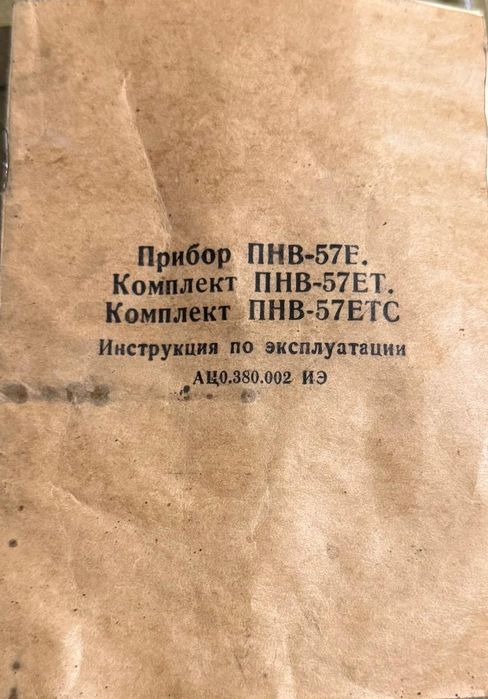 Прибор ПНВ-57Е.
Комплект ПНВ-57ЕТ.
Комплект ПНВ-57ЕТС
Инструкция по эксплуатации
АЦ0.380.002 ИЭ